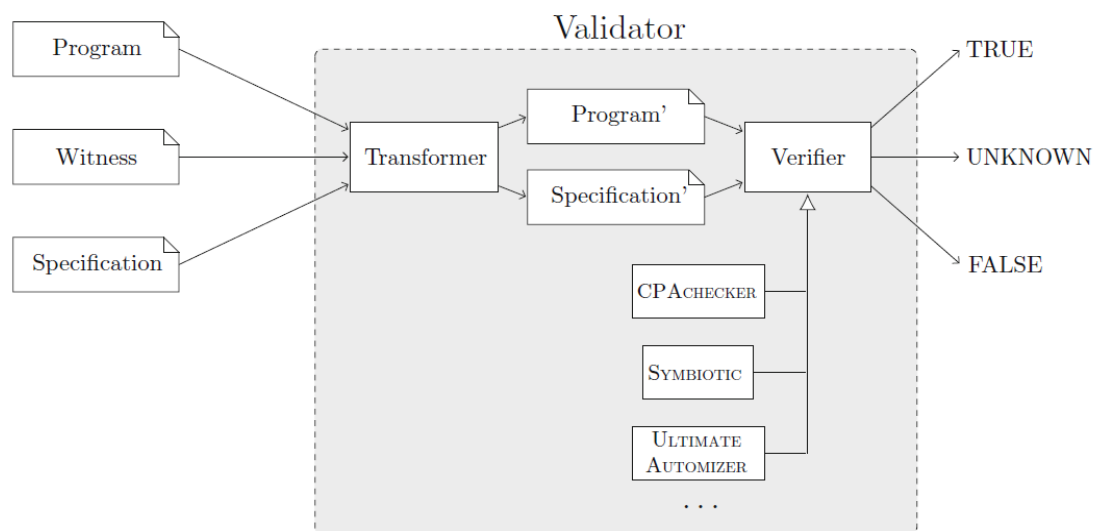 Validator
Program
TRUE
Program’
Witness
Transformer
Verifier
UNKNOWN
Specification’
Specification
FALSE
CPACHECKER
SYMBIOTIC
ULTIMATE
AUTOMIZER
. . .